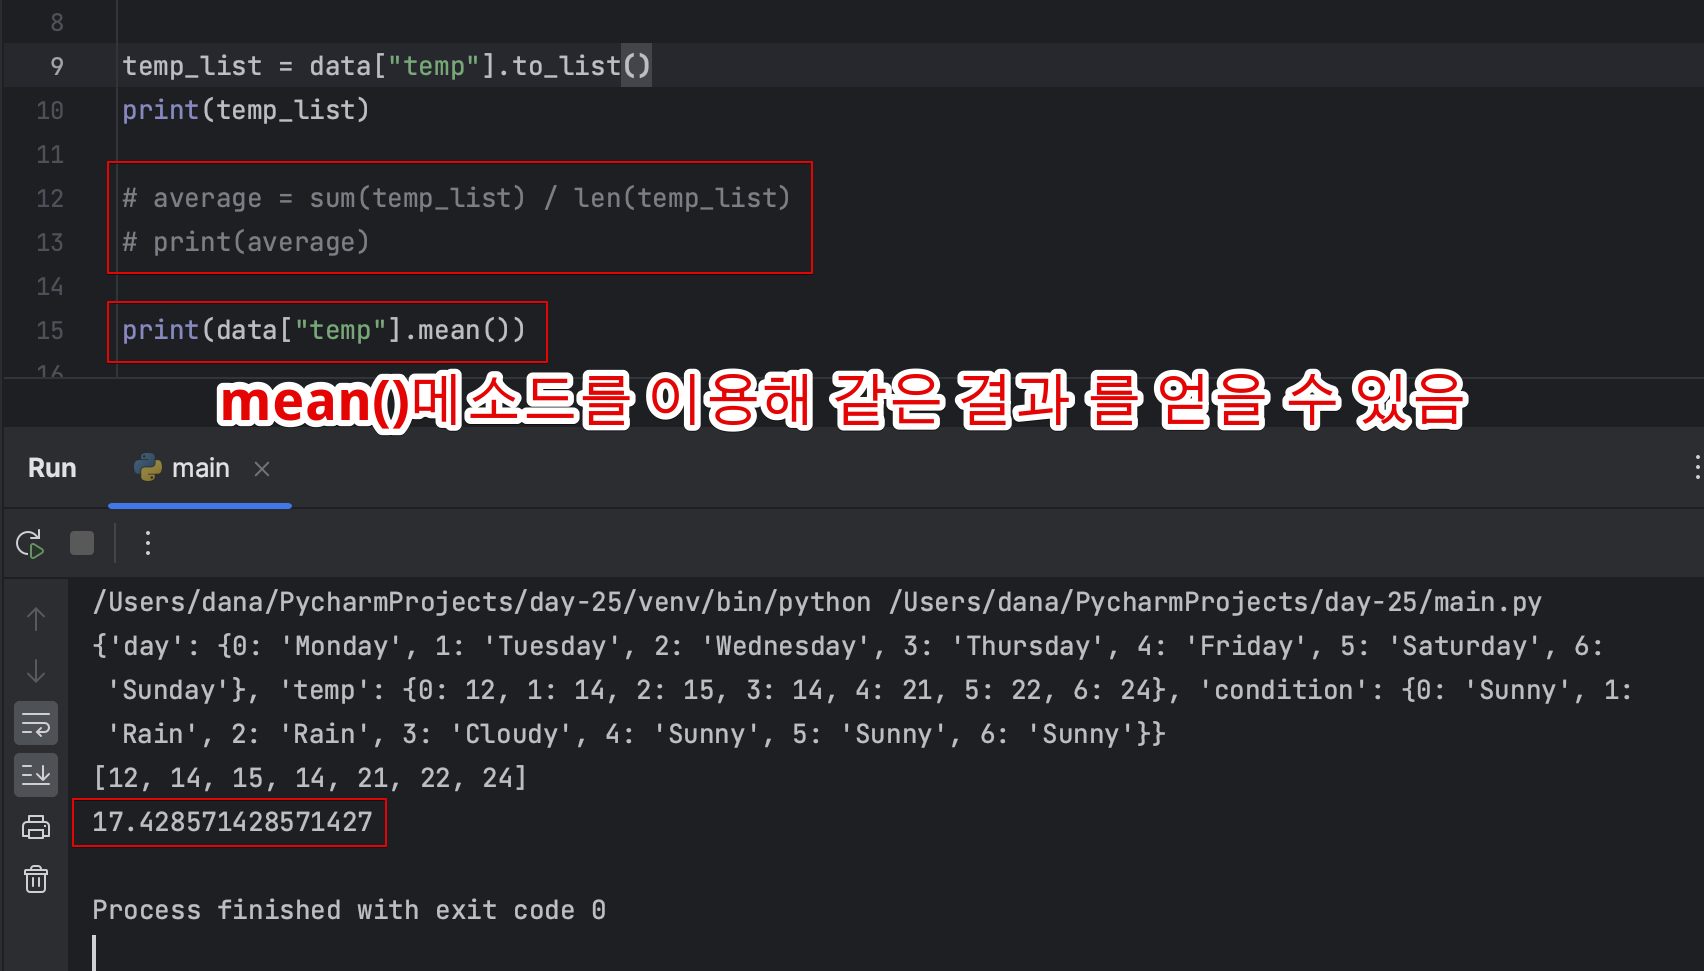 8
9 temp_list = data["temp"].to_list()
10 print(temp_list)
11
12 # average = sum(temp_list) / len(temp_list)
13 # print(average)
14
15 print(data["temp"].mean())
16
mean()메소드를 이용해 같은 결과 를 얻을 수 있음
Run main
/Users/dana/PycharmProjects/day-25/venv/bin/python /Users/dana/PycharmProjects/day-25/main.py
{'day': {0: 'Monday', 1: 'Tuesday', 2: 'Wednesday', 3: 'Thursday', 4: 'Friday', 5: 'Saturday', 6:
'Sunday'}, 'temp': {0: 12, 1: 14, 2: 15, 3: 14, 4: 21, 5: 22, 6: 24}, 'condition': {0: 'Sunny', 1:
'Rain', 2: 'Rain', 3: 'Cloudy', 4: 'Sunny', 5: 'Sunny', 6: 'Sunny'}}
[12, 14, 15, 14, 21, 22, 24]
17.428571428571427
Process finished with exit code 0